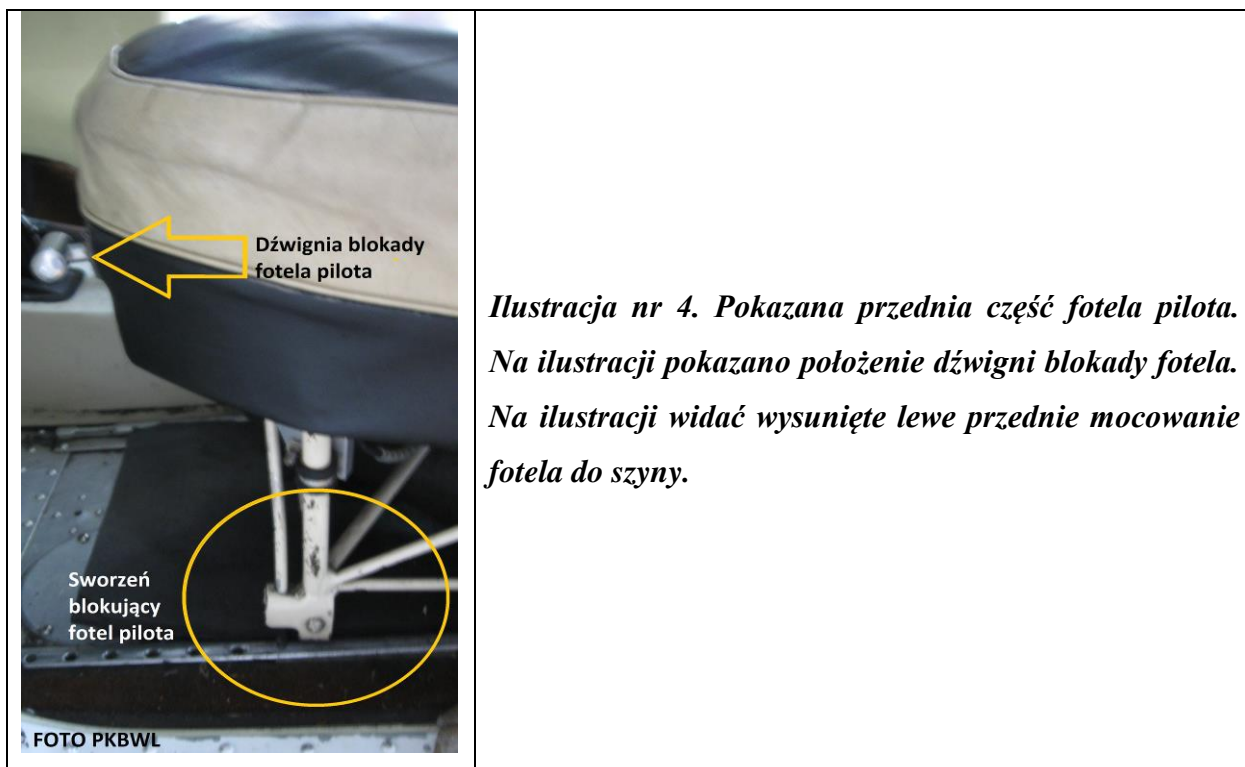 Dźwignia blokady
fotela pilota
Sworzeń
blokujący
fotel pilota
FOTO PKBWL
Ilustracja nr 4. Pokazana przednia część fotela pilota.
Na ilustracji pokazano położenie dźwigni blokady fotela.
Na ilustracji widać wysunięte lewe przednie mocowanie
fotela do szyny.